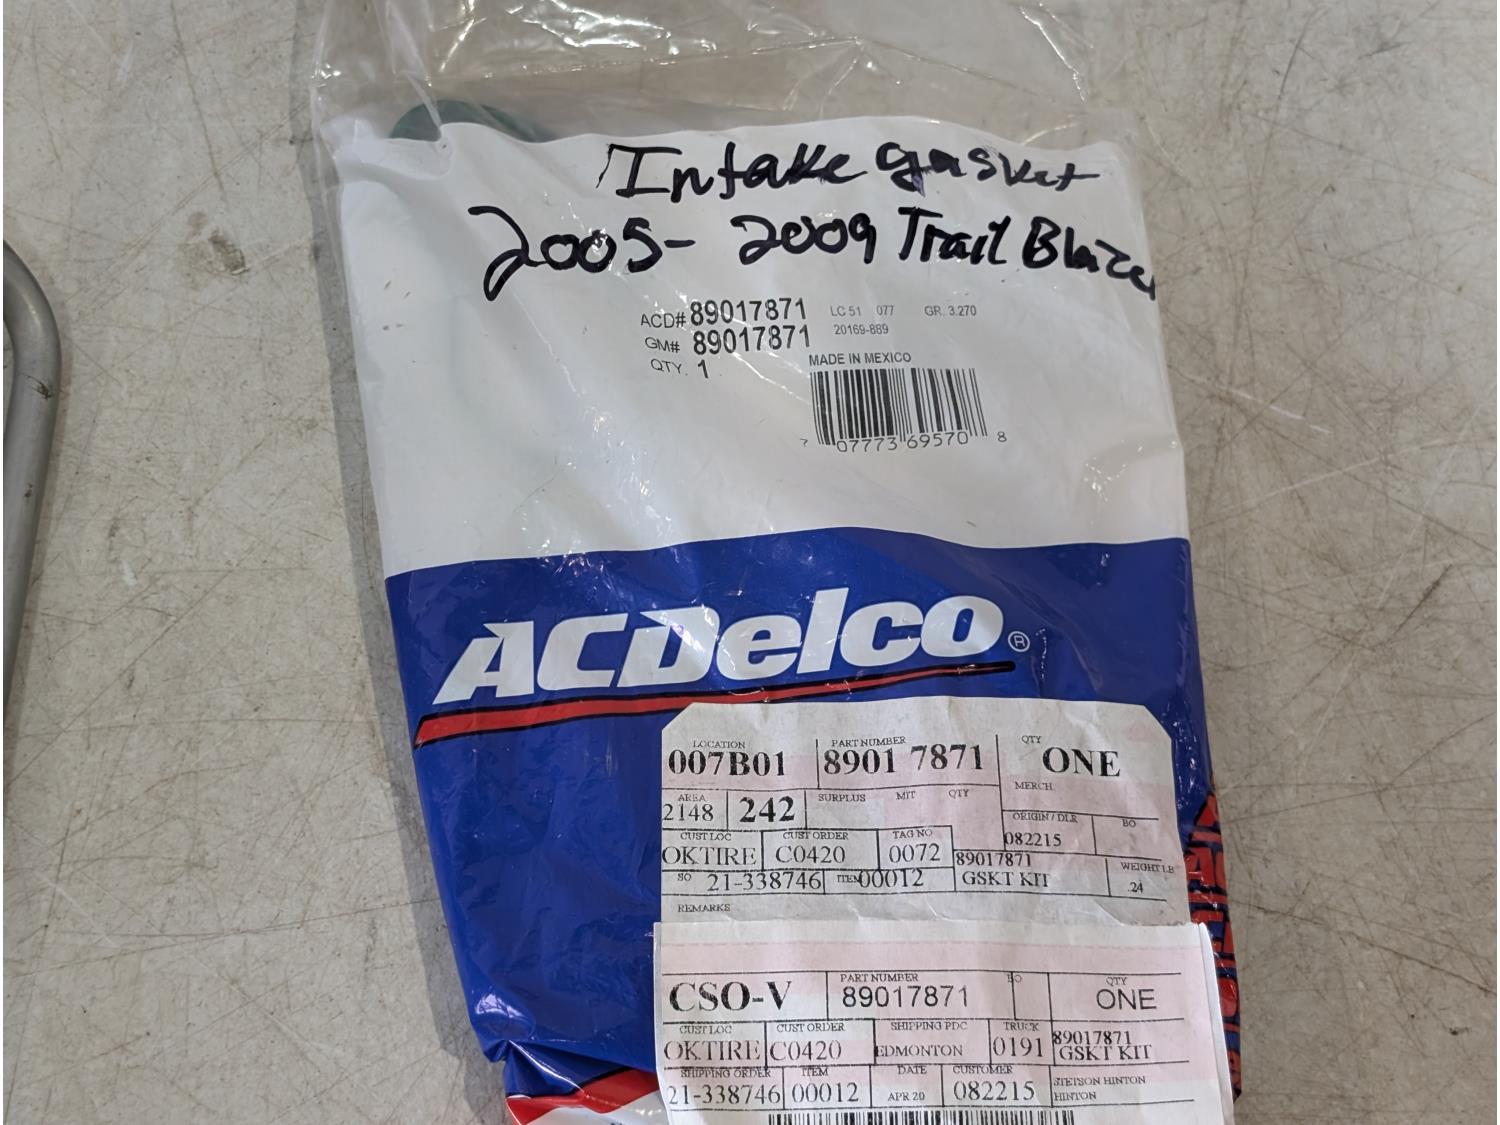 Intake gasket
2005- 2009 Trail Blazer
ACD# 89017871 LC 51 077 GR. 3.270
GM# 89017871 20169-889
QTY. 1 MADE IN MEXICO
7 07773 69570 8
ACDelco®
LOCATION PART NUMBER QTY
007B01 8901 7871 ONE
AREA SURPLUS MIT QTY MERCH
2148 242
ORIGIN / DLR BO
CUST LOC CUST ORDER TAG NO 082215
OKTIRE C0420 0072 89017871 WEIGHT LB
SO 21-338746 ITEM 00012 GSKT KIT .24
REMARKS
PART NUMBER BO QTY
CSO-V 89017871 ONE
CUST LOC CUST ORDER SHIPPING PDC TRUCK 89017871
OKTIRE C0420 EDMONTON 0191 GSKT KIT
SHIPPING ORDER ITEM DATE CUSTOMER STETSON HINTON
21-338746 00012 APR 20 082215 HINTON